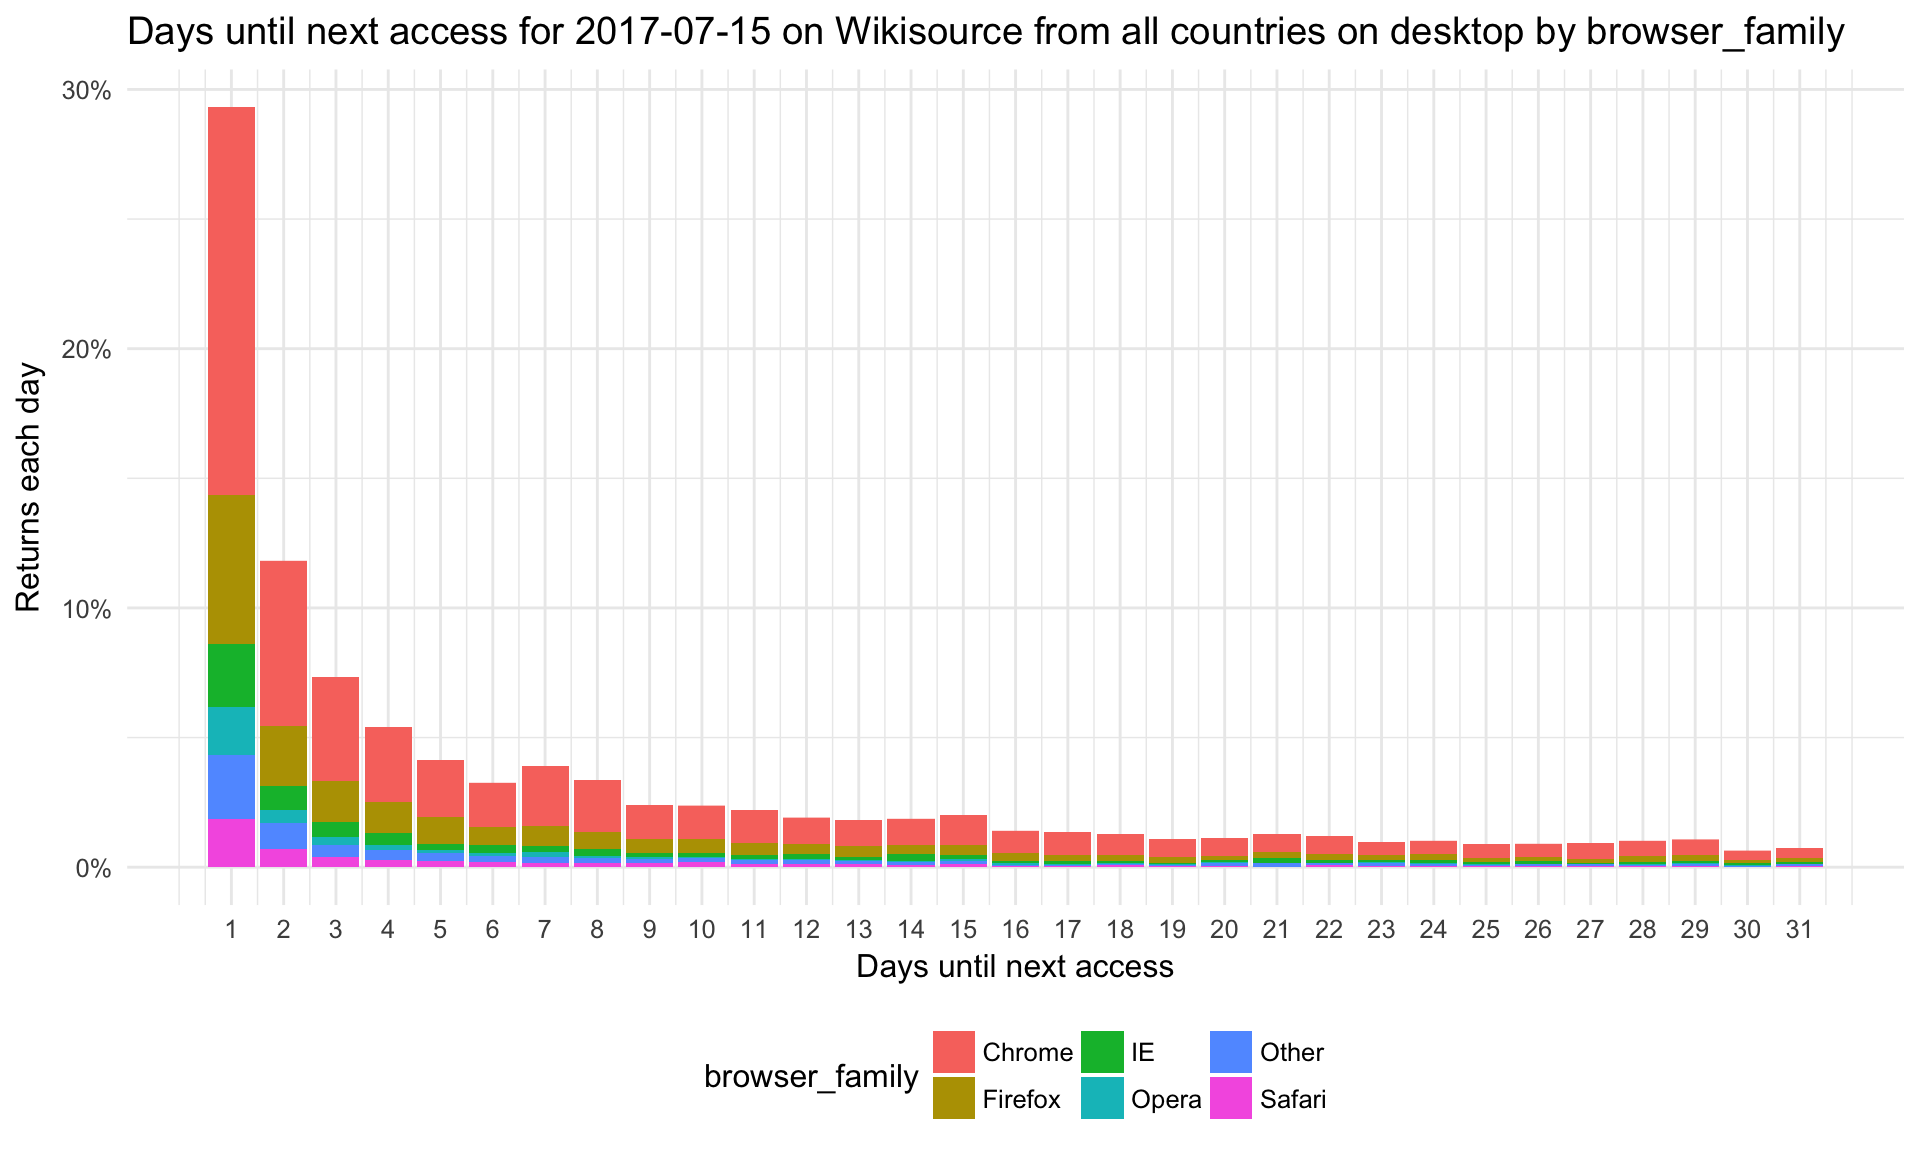 Days until next access for 2017-07-15 on Wikisource from all countries on desktop by browser_family
30%
20%
10%
0%
Returns each day
1 2 3 4 5 6 7 8 9 10 11 12 13 14 15 16 17 18 19 20 21 22 23 24 25 26 27 28 29 30 31
Days until next access
browser_family
Chrome IE Other
Firefox Opera Safari